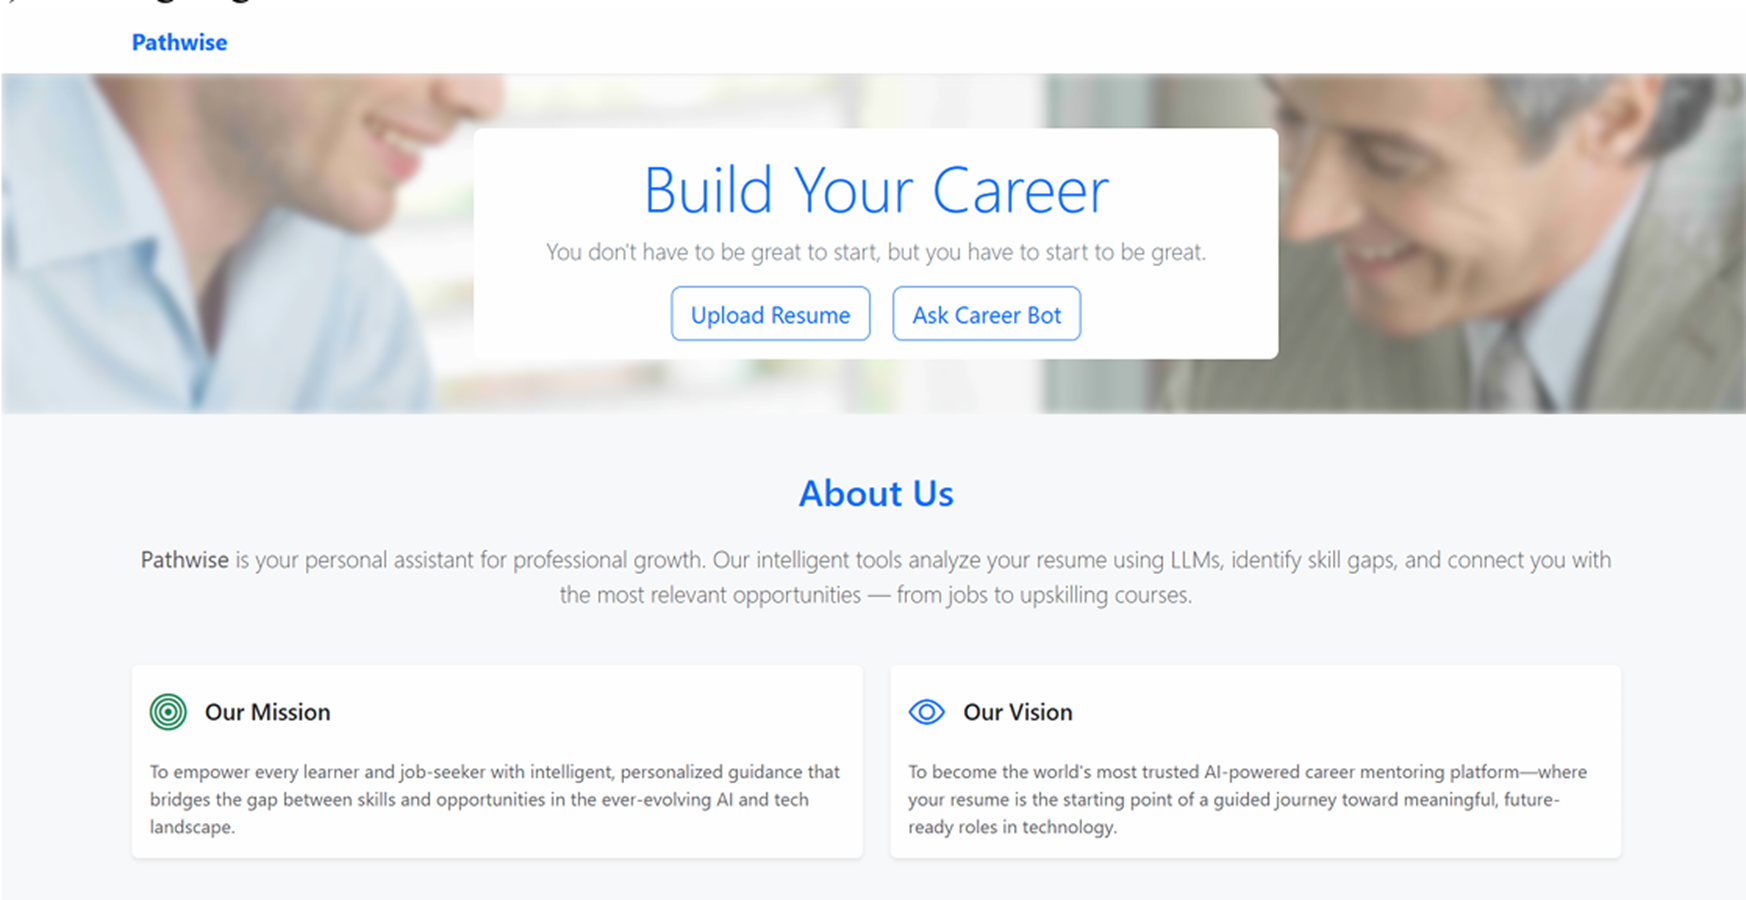 Pathwise
Build Your Career
You don't have to be great to start, but you have to start to be great.
Upload Resume
Ask Career Bot
About Us
Pathwise is your personal assistant for professional growth. Our intelligent tools analyze your resume using LLMs, identify skill gaps, and connect you with
the most relevant opportunities — from jobs to upskilling courses.
Our Mission
To empower every learner and job-seeker with intelligent, personalized guidance that
bridges the gap between skills and opportunities in the ever-evolving AI and tech
landscape.
Our Vision
To become the world's most trusted AI-powered career mentoring platform—where
your resume is the starting point of a guided journey toward meaningful, future-
ready roles in technology.